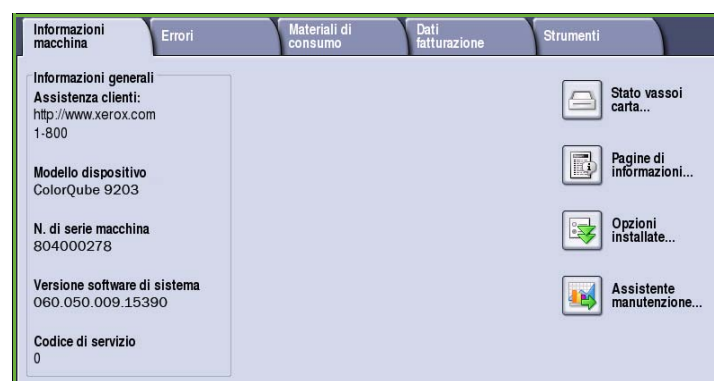 Informazioni
macchina
Errori
Materiali di
consumo
Dati
fatturazione
Strumenti
Informazioni generali
Assistenza clienti:
http://www.xerox.com
1-800
Modello dispositivo
ColorQube 9203
N. di serie macchina
804000278
Versione software di sistema
060.050.009.15390
Codice di servizio
0
Stato vassoi
carta...
Pagine di
informazioni...
Opzioni
installate...
Assistente
manutenzione...